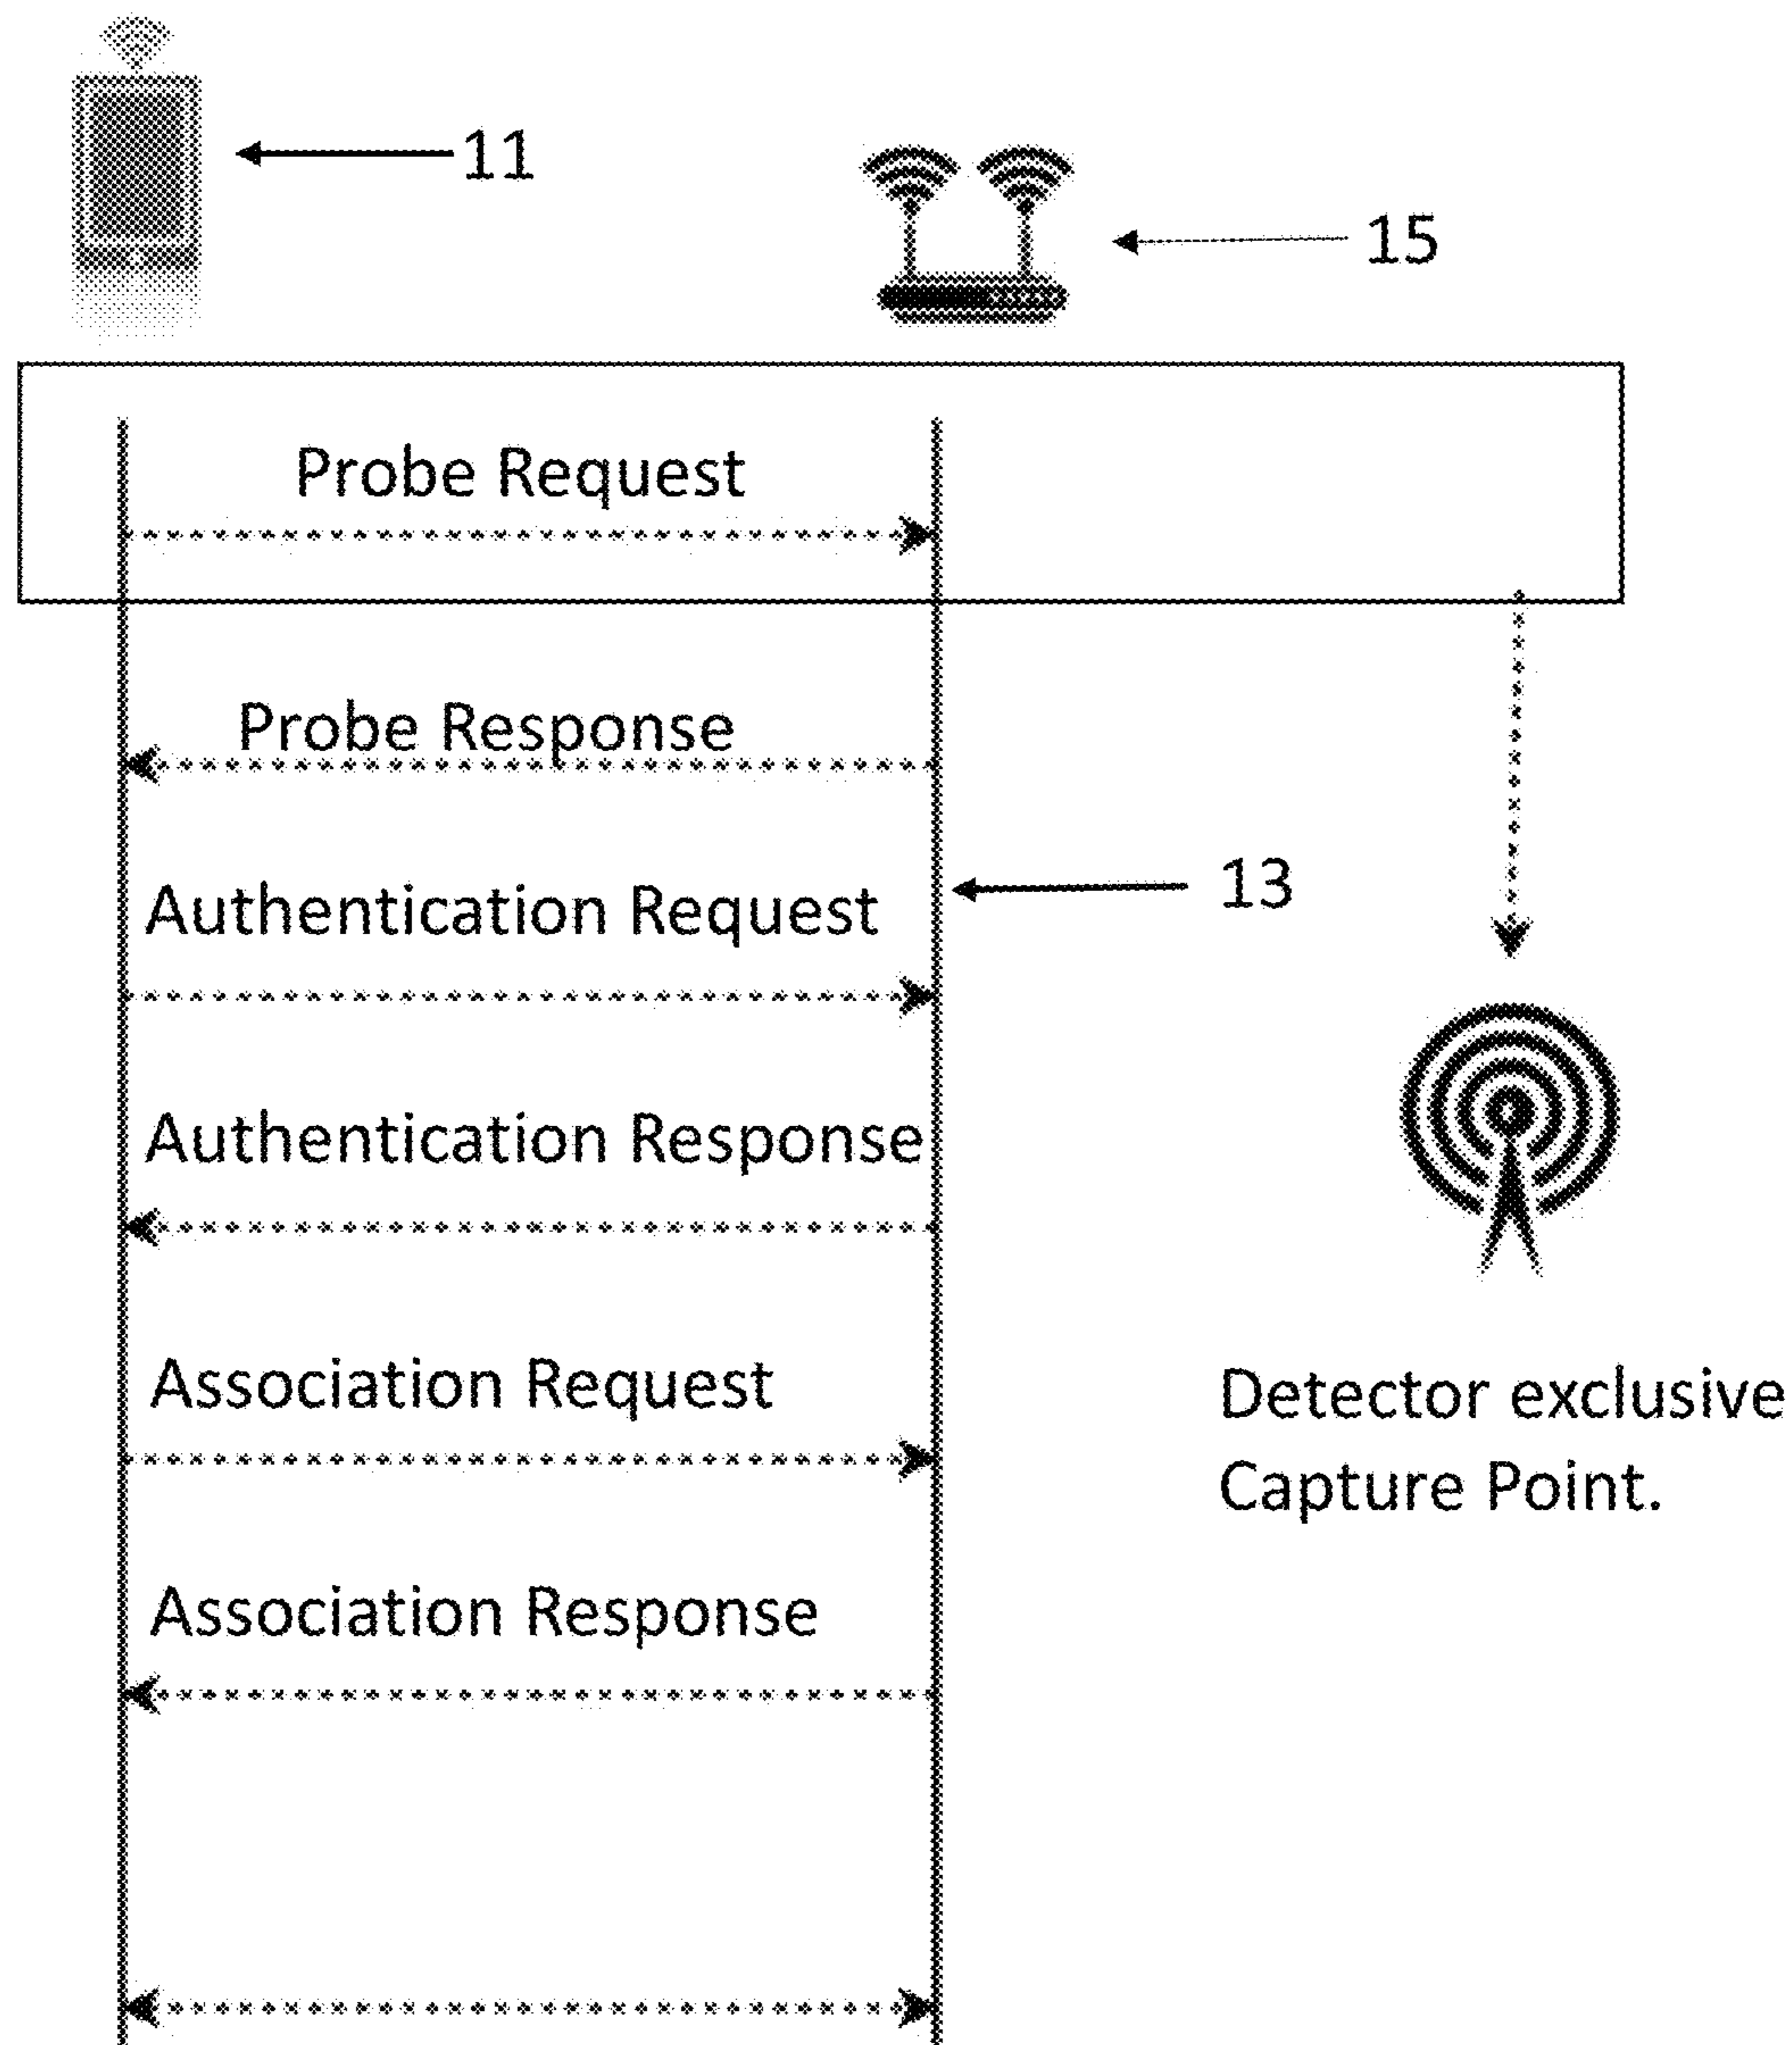 11
15
Probe Request
Probe Response
13
Authentication Request
Authentication Response
Association Request
Detector exclusive
Capture Point.
Association Response